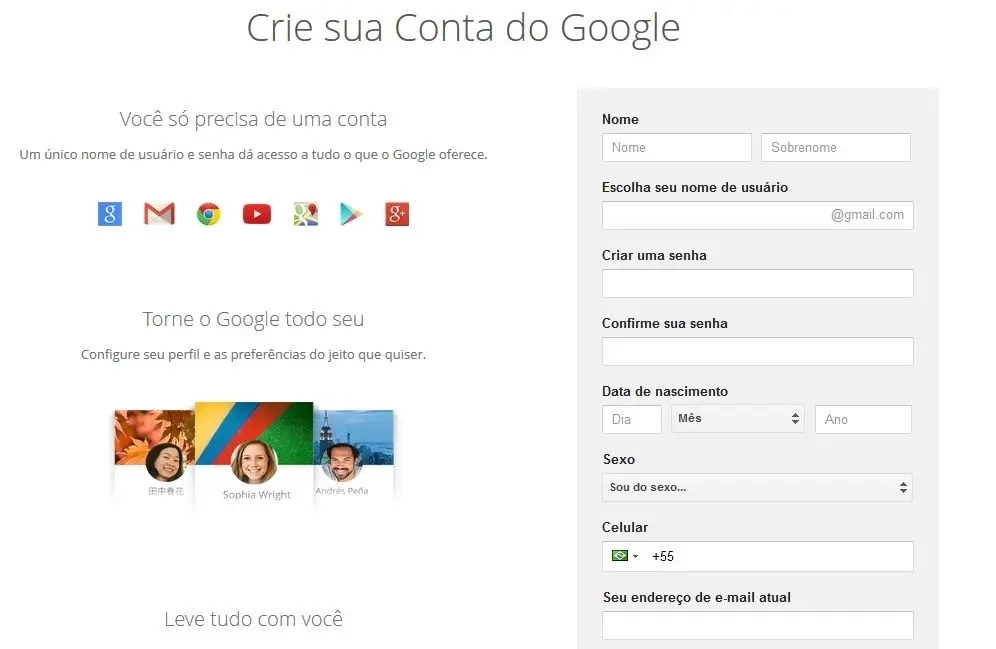 Crie sua Conta do Google
Você só precisa de uma conta
Um único nome de usuário e senha dá acesso a tudo o que o Google oferece.
g
g+
Torne o Google todo seu
Configure seu perfil e as preferências do jeito que quiser.
田中春花
Sophia Wright
Andrés Peña
Leve tudo com você
Nome
Nome Sobrenome
Escolha seu nome de usuário
@gmail.com
Criar uma senha
Confirme sua senha
Data de nascimento
Dia Mês Ano
Sexo
Sou do sexo...
Celular
+55
Seu endereço de e-mail atual